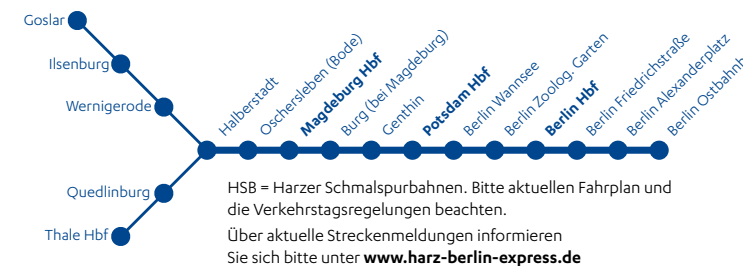 Goslar
Ilsenburg
Wernigerode
Halberstadt
Oschersleben (Bode)
Magdeburg Hbf
Burg (bei Magdeburg)
Genthin
Potsdam Hbf
Berlin Wannsee
Berlin Zoolog. Garten
Berlin Hbf
Berlin Friedrichstraße
Berlin Alexanderplatz
Berlin Ostbahnh
Quedlinburg
Thale Hbf
HSB = Harzer Schmalspurbahnen. Bitte aktuellen Fahrplan und
die Verkehrstagsregelungen beachten.
Über aktuelle Streckenmeldungen informieren
Sie sich bitte unter www.harz-berlin-express.de